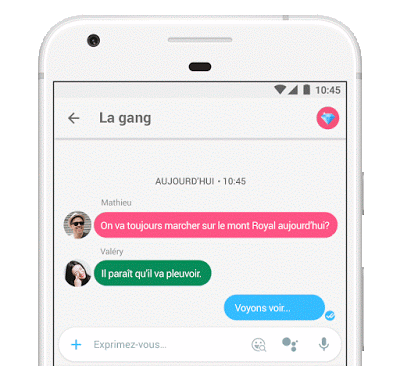 10:45
La gang
AUJOURD'HUI • 10:45
Mathieu
On va toujours marcher sur le mont Royal aujourd'hui?
Valéry
Il paraît qu'il va pleuvoir.
Voyons voir...
Exprimez-vous...